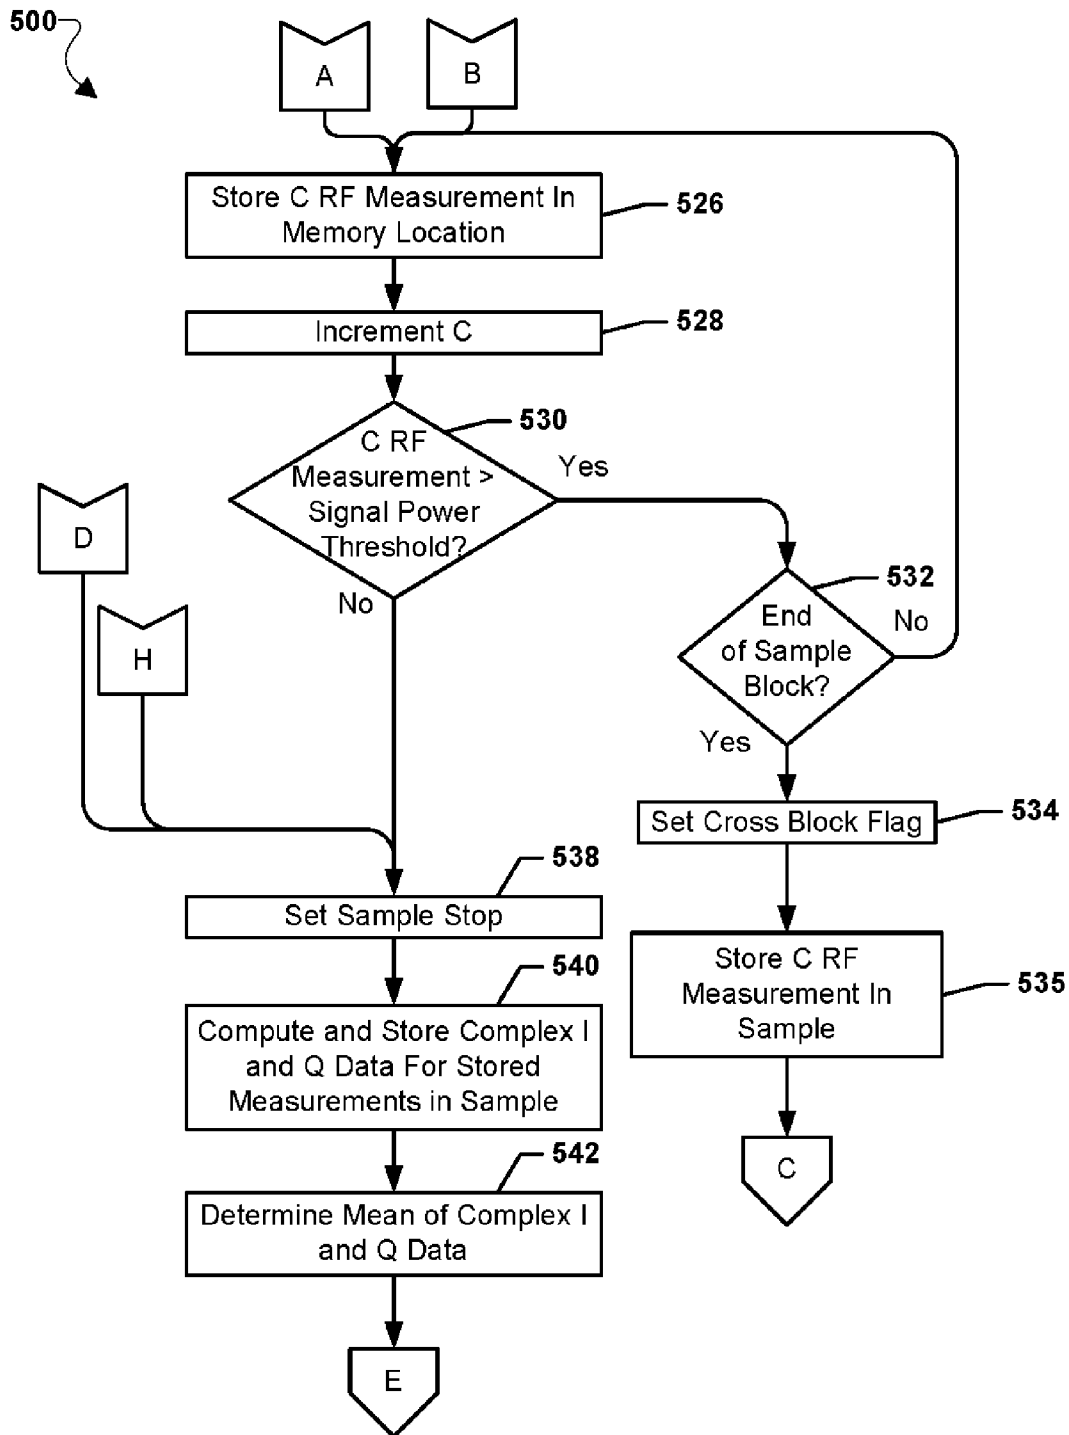 500
A
B
Store C RF Measurement In
Memory Location
526
Increment C
528
530
C RF
Measurement >
Signal Power
Threshold?
Yes
No
D
H
532
End
of Sample
Block?
No
Yes
Set Cross Block Flag
534
538
Set Sample Stop
Store C RF
Measurement In
Sample
535
540
Compute and Store Complex I
and Q Data For Stored
Measurements in Sample
542
Determine Mean of Complex I
and Q Data
C
E